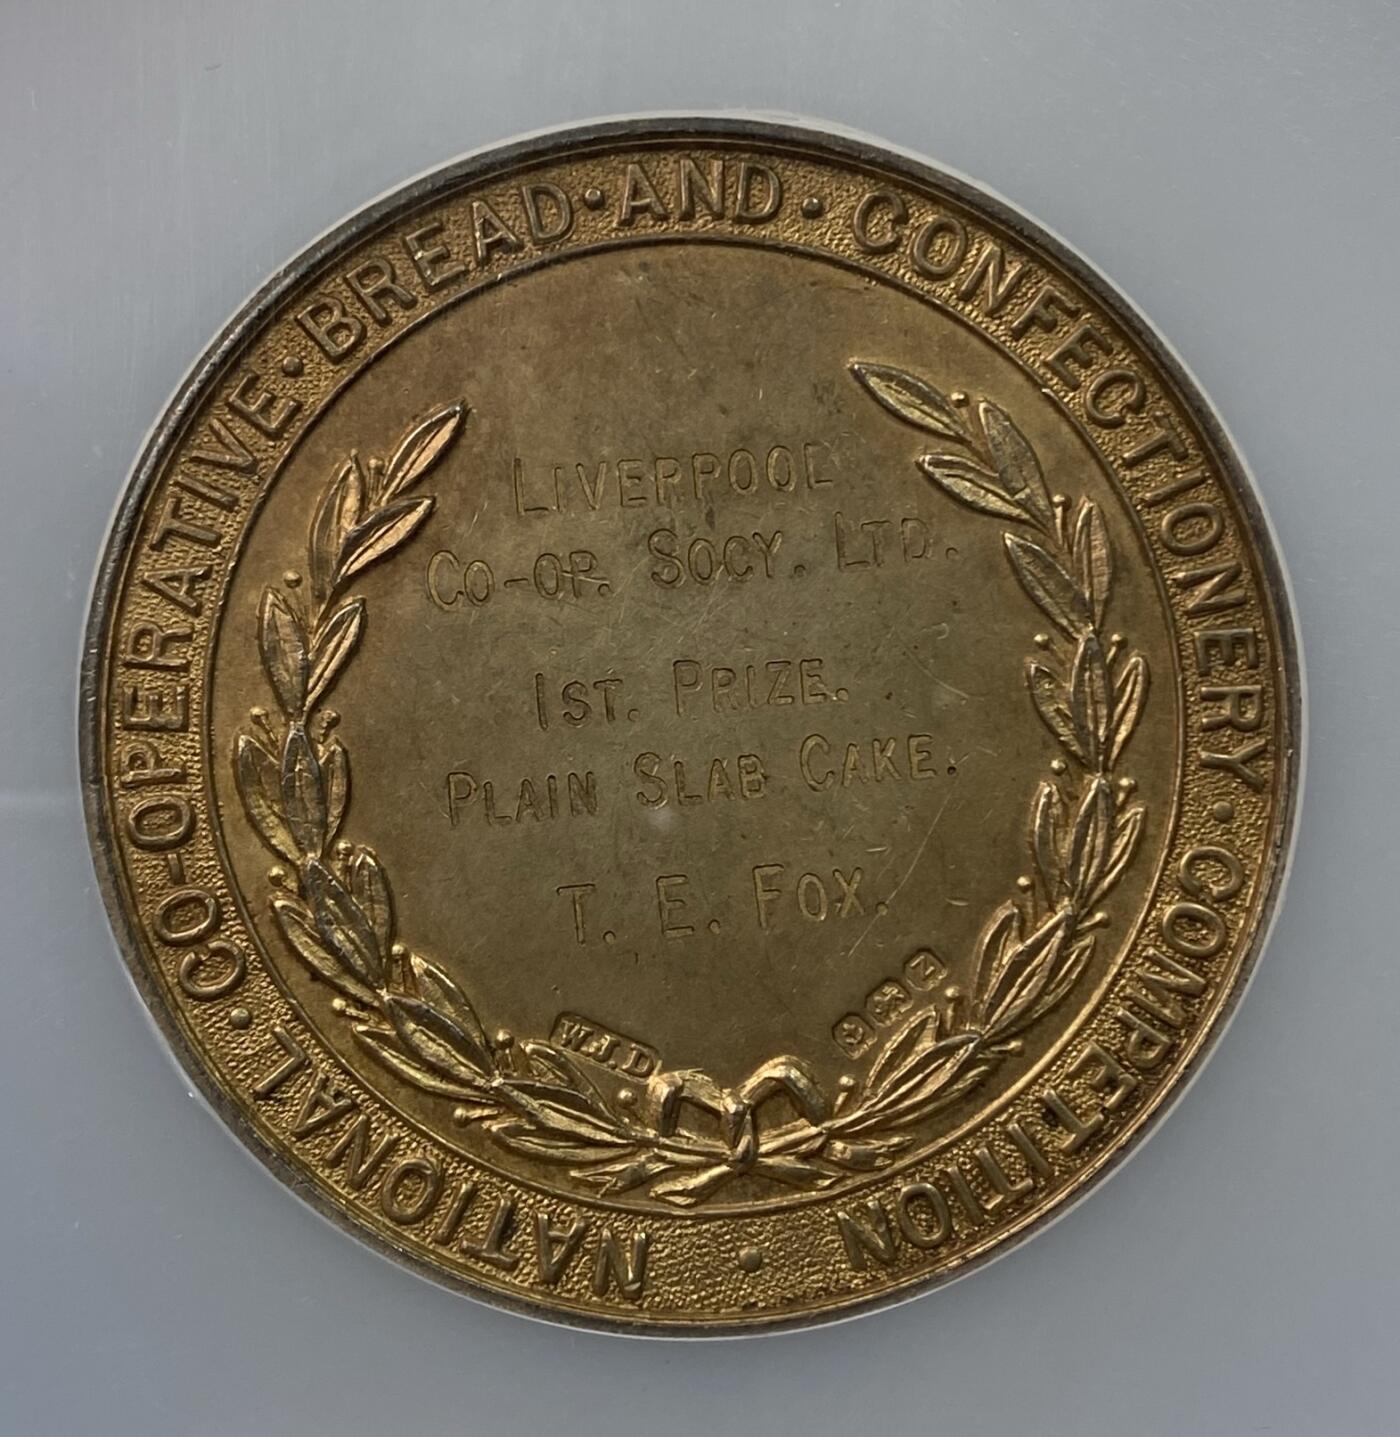 NATIONAL · CO-OPERATIVE · BREAD · AND · CONFECTIONERY · COMPETITION ·
LIVERPOOL
CO-OP. SOCY. LTD.
1ST. PRIZE.
PLAIN SLAB CAKE.
T. E. FOX.
W.J.D